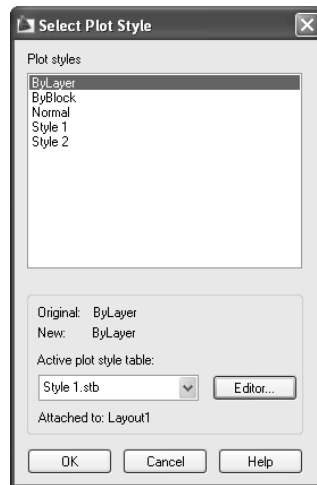 Select Plot Style
Plot styles
ByLayer
ByBlock
Normal
Style 1
Style 2
Original: ByLayer
New: ByLayer
Active plot style table:
Style 1.stb
Editor...
Attached to: Layout1
OK Cancel Help